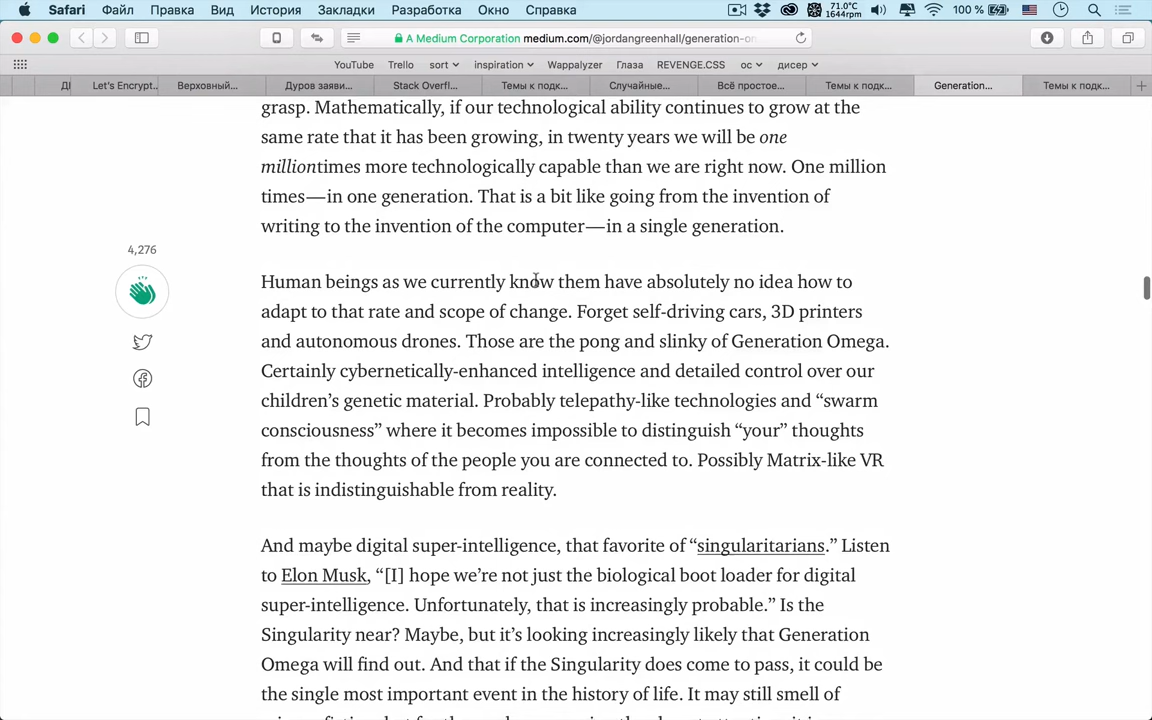 Safari Файл Правка Вид История Закладки Разработка Окно Справка 71.0°C 1644rpm 100 %
A Medium Corporation medium.com/@jordangreenhall/generation-o
YouTube Trello sort inspiration Wappalyzer Глаза REVENGE.CSS ос дисер
Let's Encrypt.. Верховный... Дуров заяви... Stack Overfl... Темы к подк... Случайные... Всё простое... Темы к подк... Generation... Темы к подк...
grasp. Mathematically, if our technological ability continues to grow at the
same rate that it has been growing, in twenty years we will be one
milliontimes more technologically capable than we are right now. One million
times—in one generation. That is a bit like going from the invention of
writing to the invention of the computer—in a single generation.
4,276
Human beings as we currently know them have absolutely no idea how to
adapt to that rate and scope of change. Forget self-driving cars, 3D printers
and autonomous drones. Those are the pong and slinky of Generation Omega.
Certainly cybernetically-enhanced intelligence and detailed control over our
children's genetic material. Probably telepathy-like technologies and “swarm
consciousness” where it becomes impossible to distinguish “your” thoughts
from the thoughts of the people you are connected to. Possibly Matrix-like VR
that is indistinguishable from reality.
And maybe digital super-intelligence, that favorite of “singularitarians.” Listen
to Elon Musk, “[I] hope we're not just the biological boot loader for digital
super-intelligence. Unfortunately, that is increasingly probable.” Is the
Singularity near? Maybe, but it's looking increasingly likely that Generation
Omega will find out. And that if the Singularity does come to pass, it could be
the single most important event in the history of life. It may still smell of